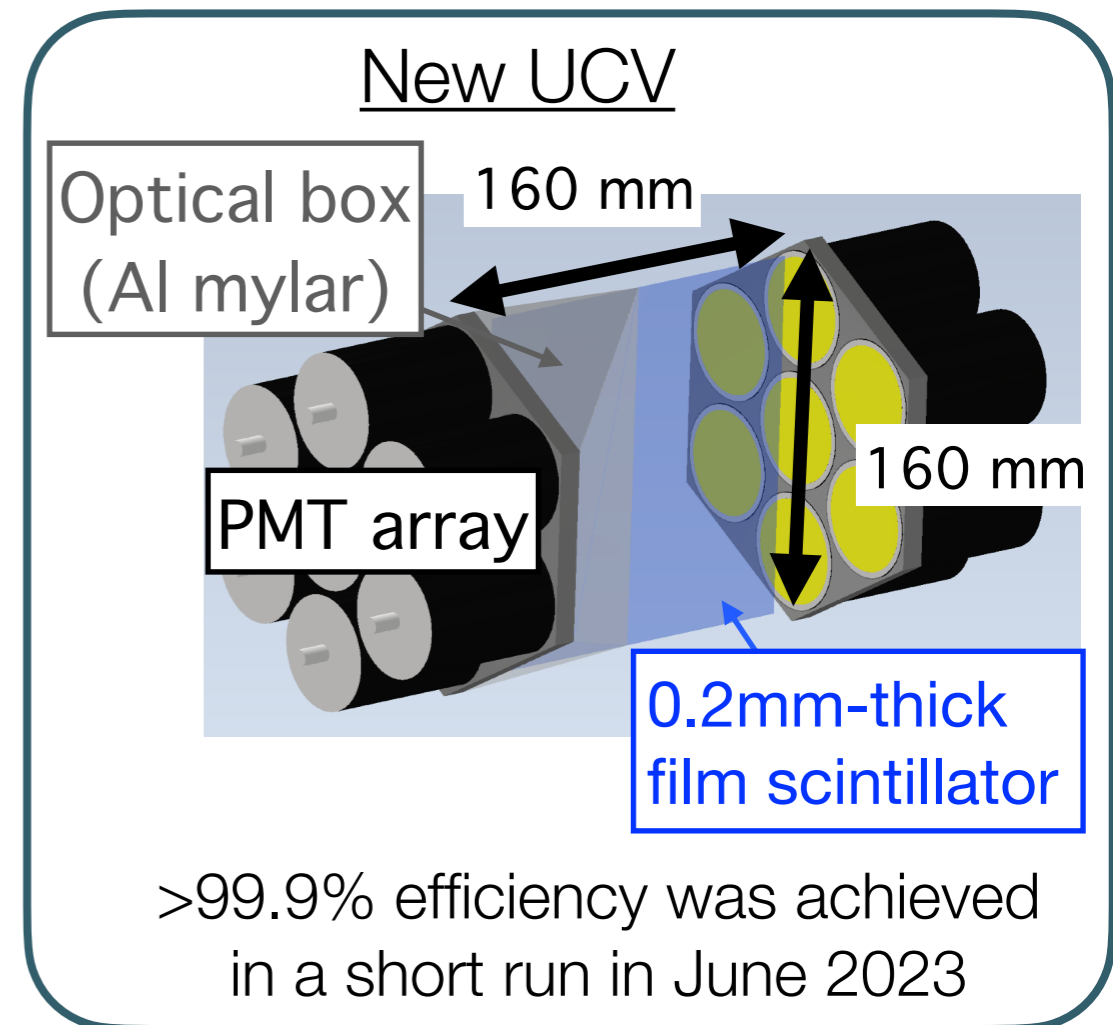 New UCV
Optical box
(Al mylar)
160 mm
160 mm
PMT array
0.2mm-thick
film scintillator
>99.9% efficiency was achieved
in a short run in June 2023